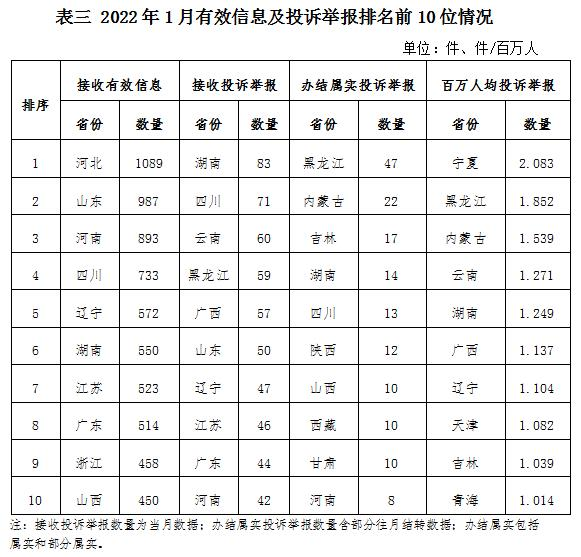 表三 2022年1月有效信息及投诉举报排名前10位情况
单位：件、件/百万人
排序 接收有效信息 接收投诉举报 办结属实投诉举报 百万人均投诉举报
省份 数量 省份 数量 省份 数量 省份 数量
1 河北 1089 湖南 83 黑龙江 47 宁夏 2.083
2 山东 987 四川 71 内蒙古 22 黑龙江 1.852
3 河南 893 云南 60 吉林 17 内蒙古 1.539
4 四川 733 黑龙江 59 湖南 14 云南 1.271
5 辽宁 572 广西 57 四川 13 湖南 1.249
6 湖南 550 山东 50 陕西 12 广西 1.137
7 江苏 523 辽宁 47 山西 10 辽宁 1.104
8 广东 514 江苏 46 西藏 10 天津 1.082
9 浙江 458 广东 44 甘肃 10 吉林 1.039
10 山西 450 河南 42 河南 8 青海 1.014
注：接收投诉举报数量为当月数据；办结属实投诉举报数量含部分往月结转数据；办结属实包括
属实和部分属实。